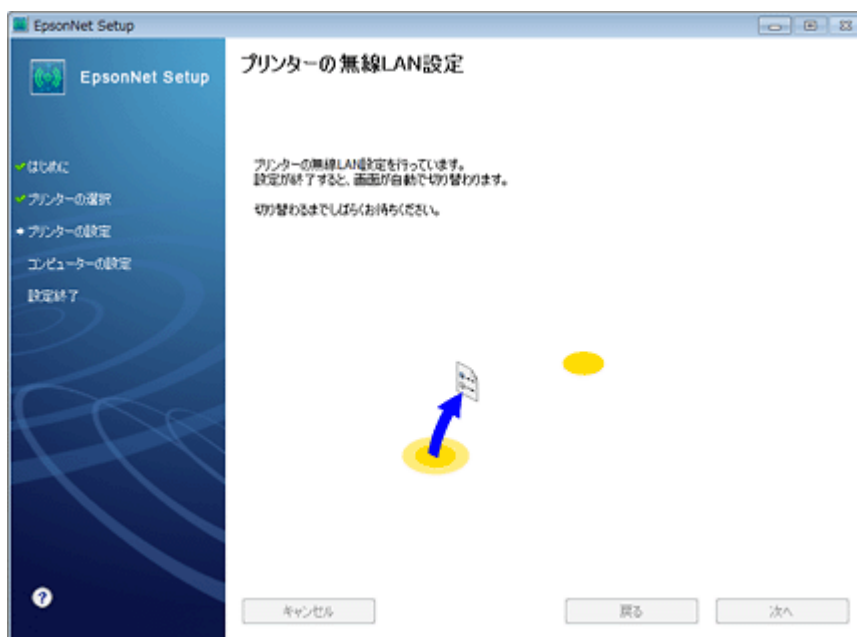 EpsonNet Setup
EpsonNet Setup
プリンターの無線LAN設定
はじめに
プリンターの選択
プリンターの設定
コンピューターの設定
設定終了
プリンターの無線LAN設定を行っています。
設定が終了すると、画面が自動で切り替わります。
切り替わるまでしばらくお待ちください。
?
キャンセル
戻る
次へ